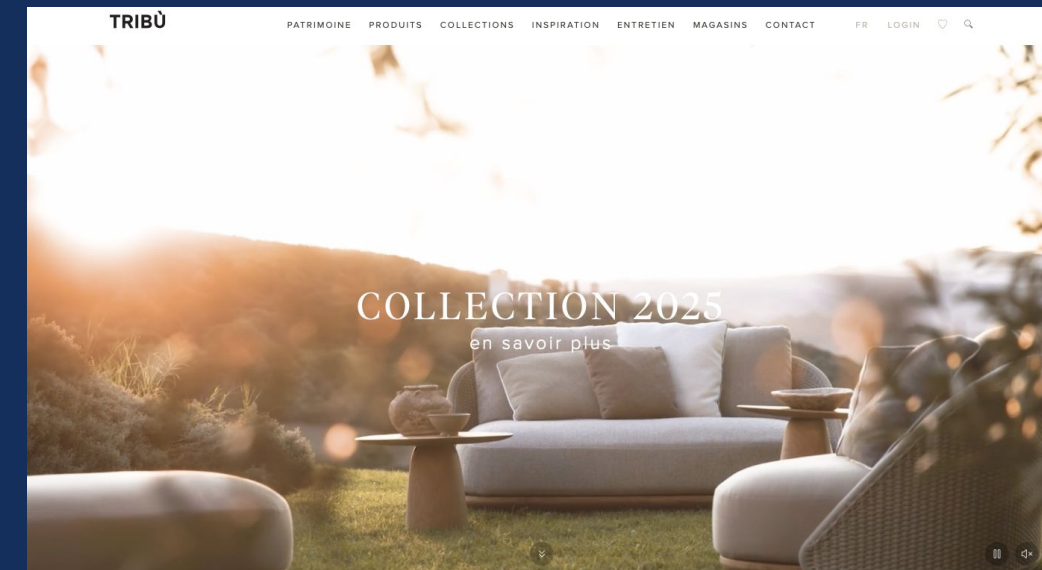 TRIBÙ
PATRIMOINE PRODUITS COLLECTIONS INSPIRATION ENTRETIEN MAGASINS CONTACT FR LOGIN
COLLECTION 2025
en savoir plus